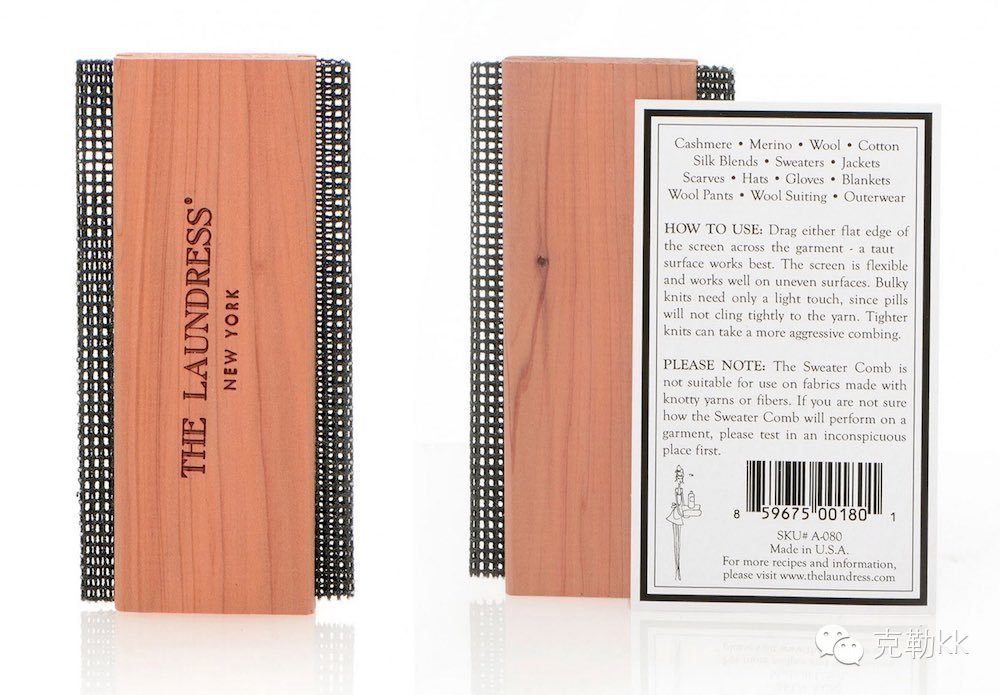 THE LAUNDRESS®
NEW YORK
Cashmere • Merino • Wool • Cotton
Silk Blends • Sweaters • Jackets
Scarves • Hats • Gloves • Blankets
Wool Pants • Wool Suiting • Outerwear
HOW TO USE: Drag either flat edge of
the screen across the garment - a taut
surface works best. The screen is flexible
and works well on uneven surfaces. Bulky
knits need only a light touch, since pills
will not cling tightly to the yarn. Tighter
knits can take a more aggressive combing.
PLEASE NOTE: The Sweater Comb is
not suitable for use on fabrics made with
knotty yarns or fibers. If you are not sure
how the Sweater Comb will perform on a
garment, please test in an inconspicuous
place first.
8 59675 00180 1
SKU# A-080
Made in U.S.A.
For more recipes and information,
please visit www.thelaundress.com
克勒KK